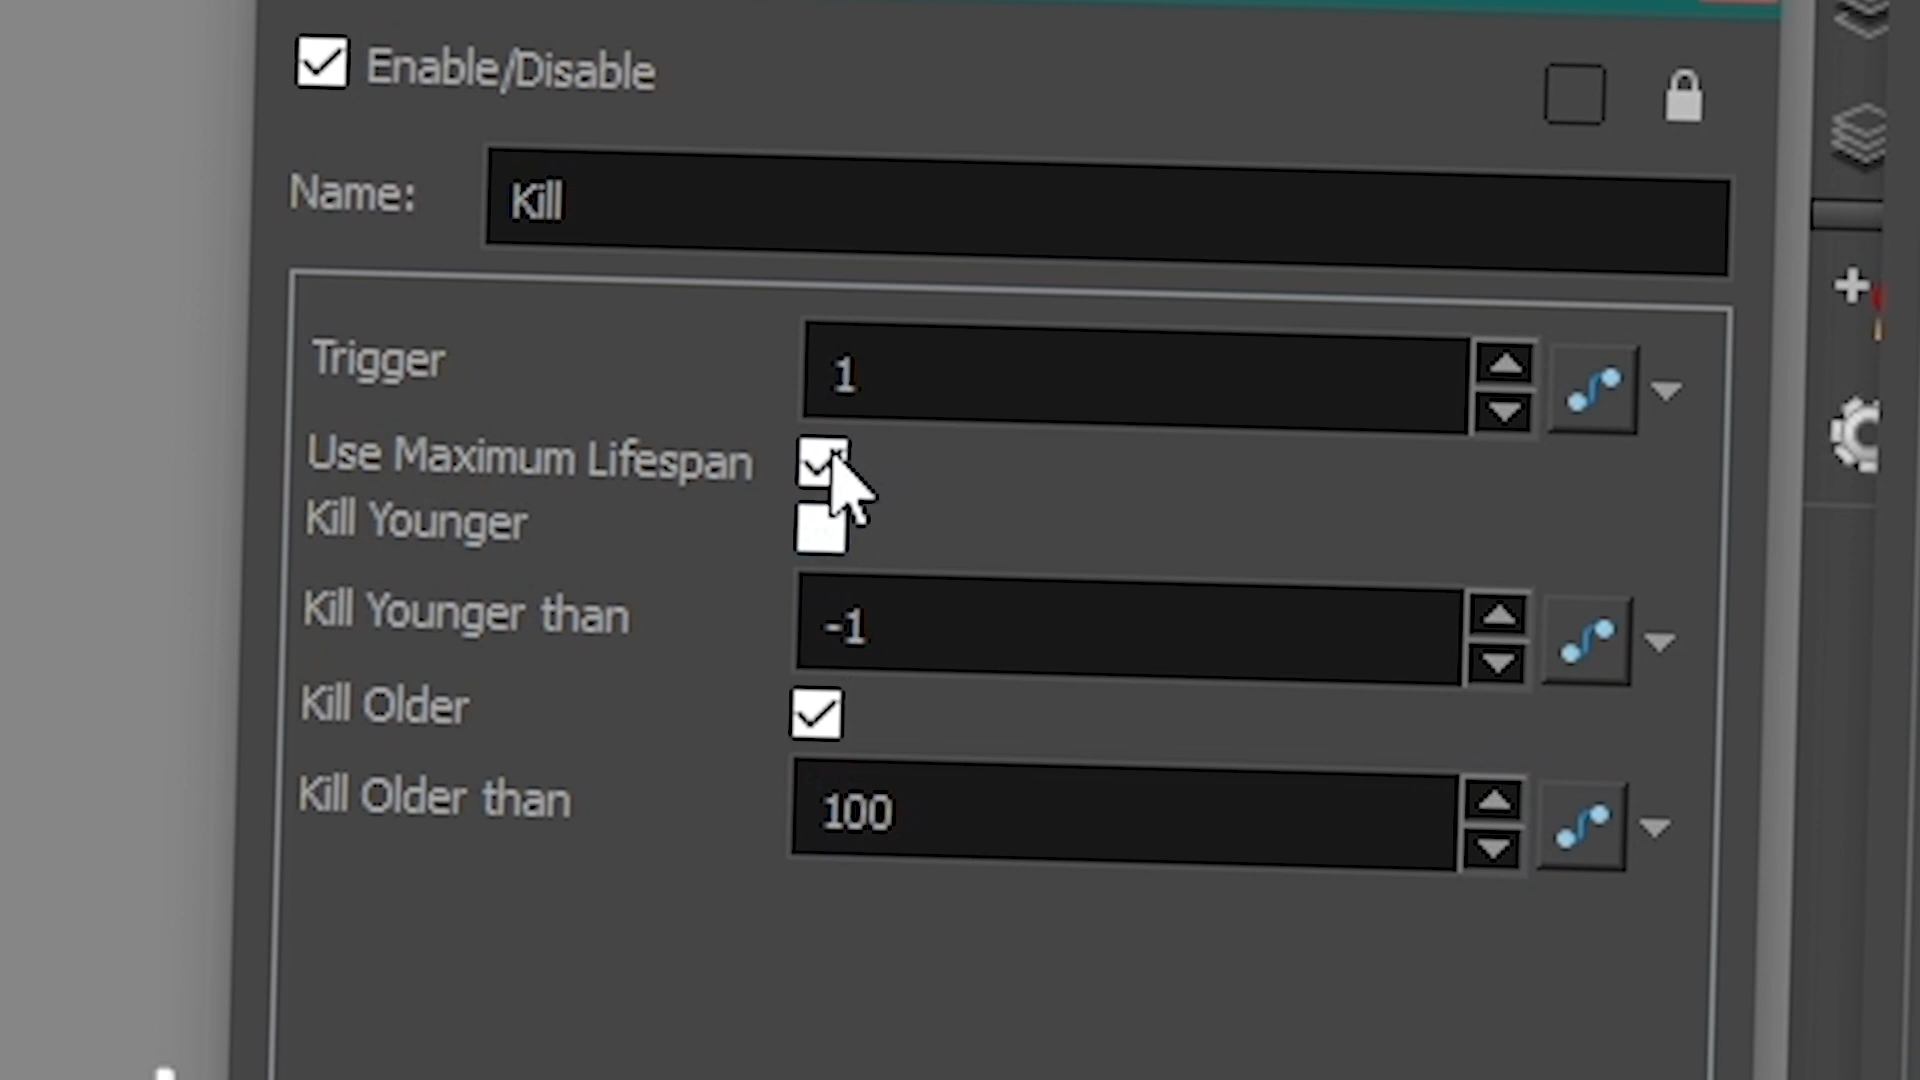 Enable/Disable
Name: Kill
Trigger 1
Use Maximum Lifespan
Kill Younger
Kill Younger than -1
Kill Older
Kill Older than 100